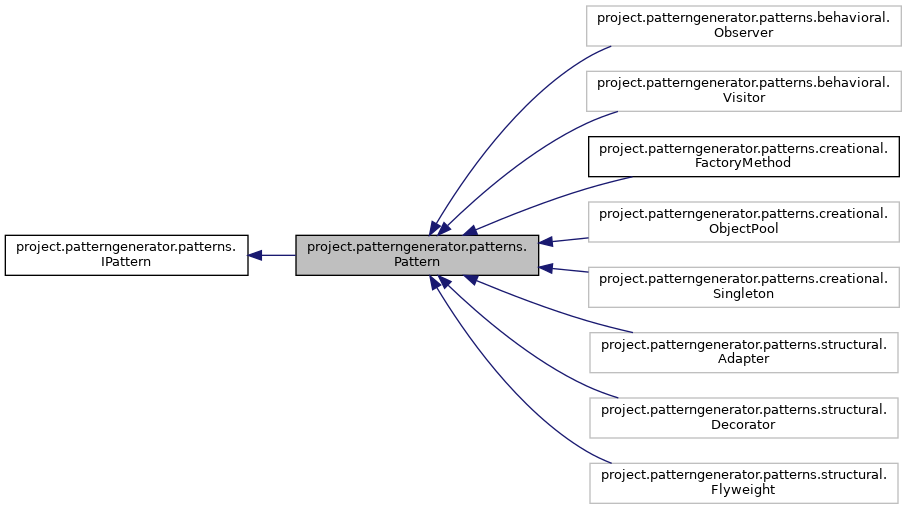 project.patterngenerator.patterns.behavioral.
Observer
project.patterngenerator.patterns.behavioral.
Visitor
project.patterngenerator.patterns.creational.
FactoryMethod
project.patterngenerator.patterns.creational.
ObjectPool
project.patterngenerator.patterns.
IPattern
project.patterngenerator.patterns.
Pattern
project.patterngenerator.patterns.creational.
Singleton
project.patterngenerator.patterns.structural.
Adapter
project.patterngenerator.patterns.structural.
Decorator
project.patterngenerator.patterns.structural.
Flyweight